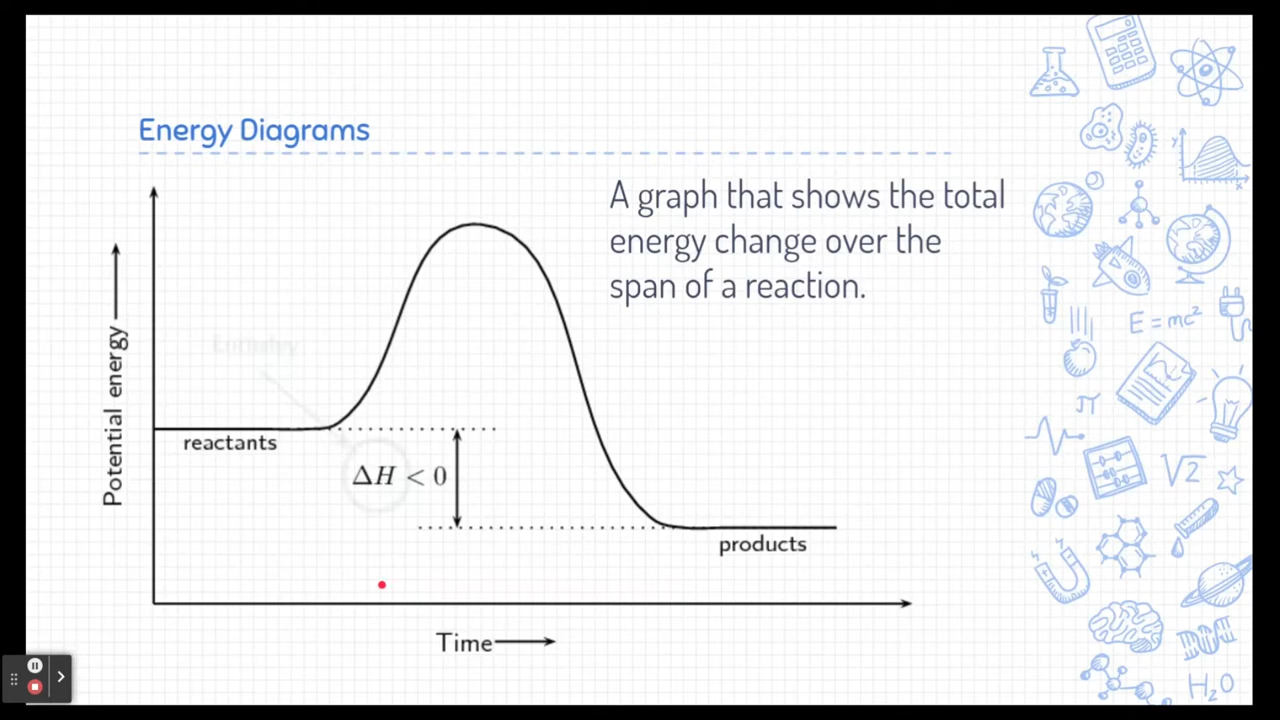 Energy Diagrams
A graph that shows the total
energy change over the
span of a reaction.
Potential energy
reactants
ΔH < 0
products
Time
y
x
E=mc²
π
√2
H₂O